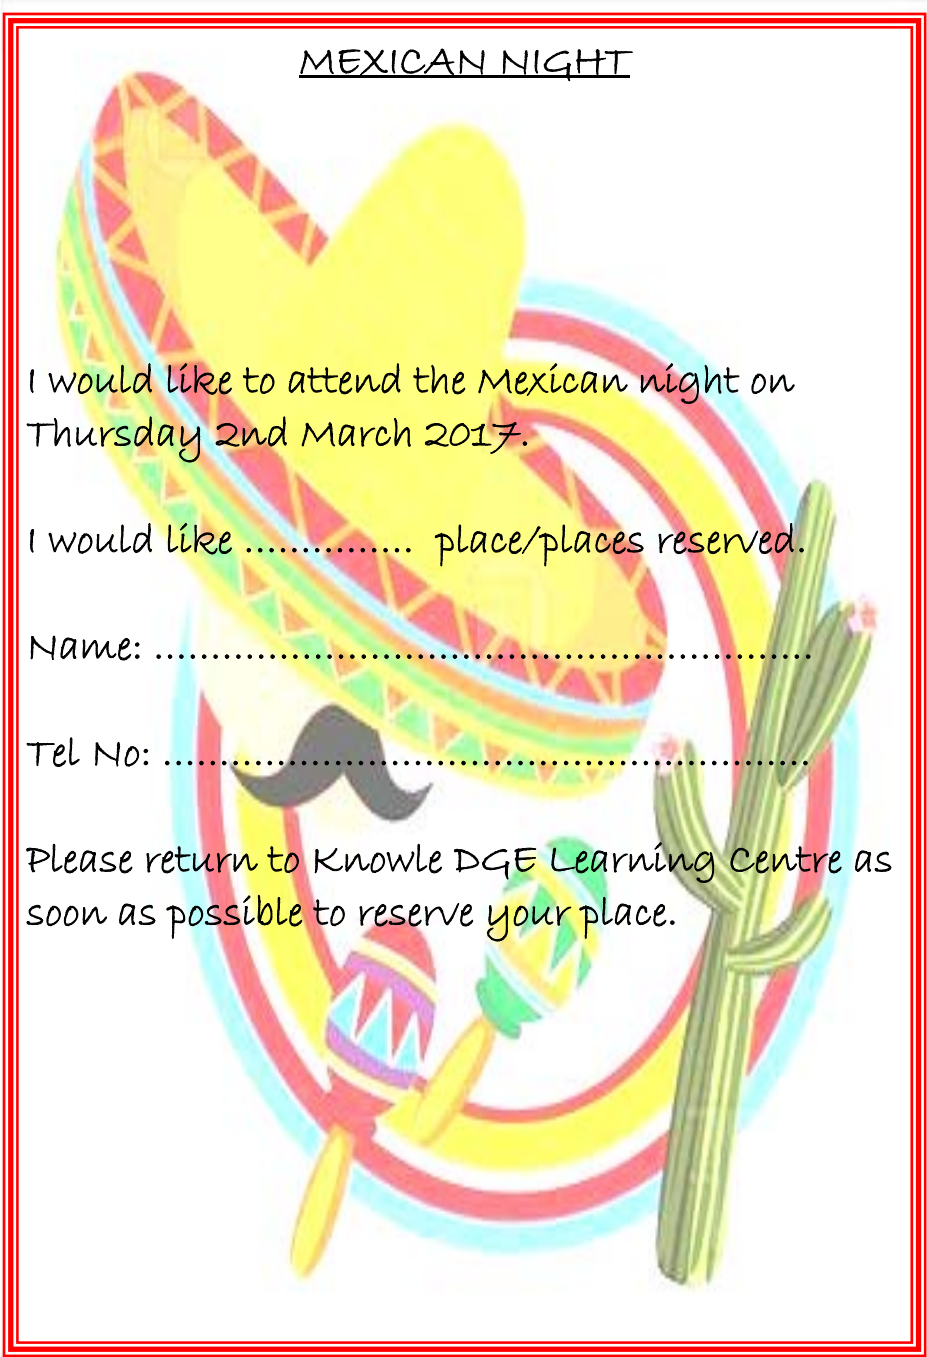 MEXICAN NIGHT
I would like to attend the Mexican night on
Thursday 2nd March 2017.
I would like ............... place/places reserved.
Name: ..........................................................
Tel No: .........................................................
Please return to Knowle DGE Learning Centre as
soon as possible to reserve your place.